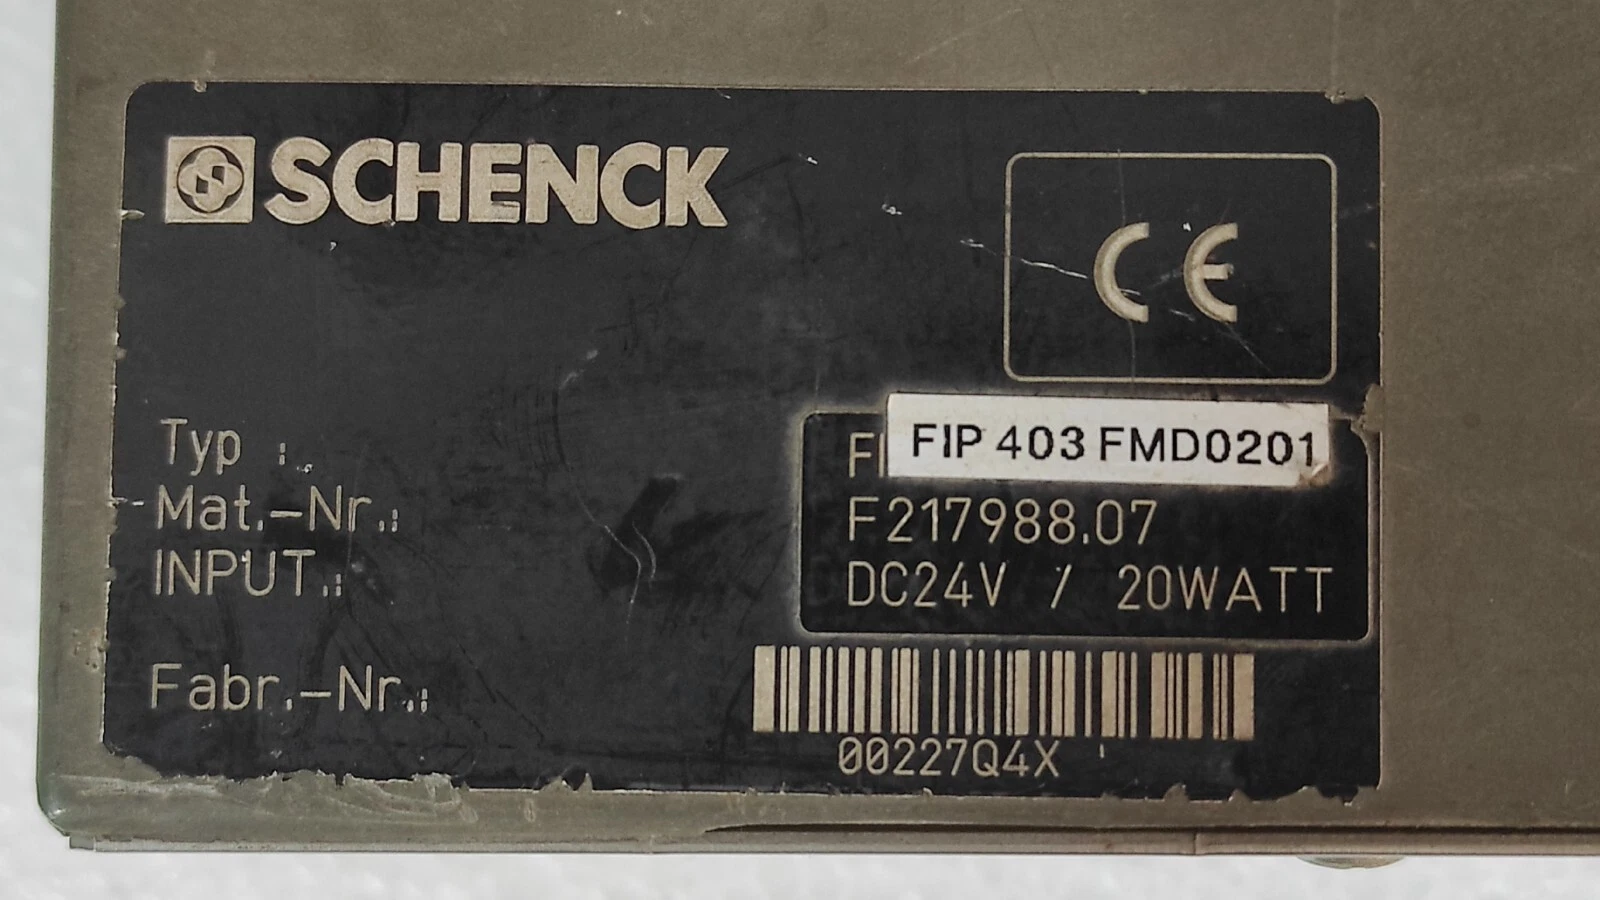 SCHENCK
CE
Typ : FIP 403 FMD0201
Mat.-Nr.: F217988.07
INPUT.: DC24V / 20WATT
Fabr.-Nr.:
00227Q4X